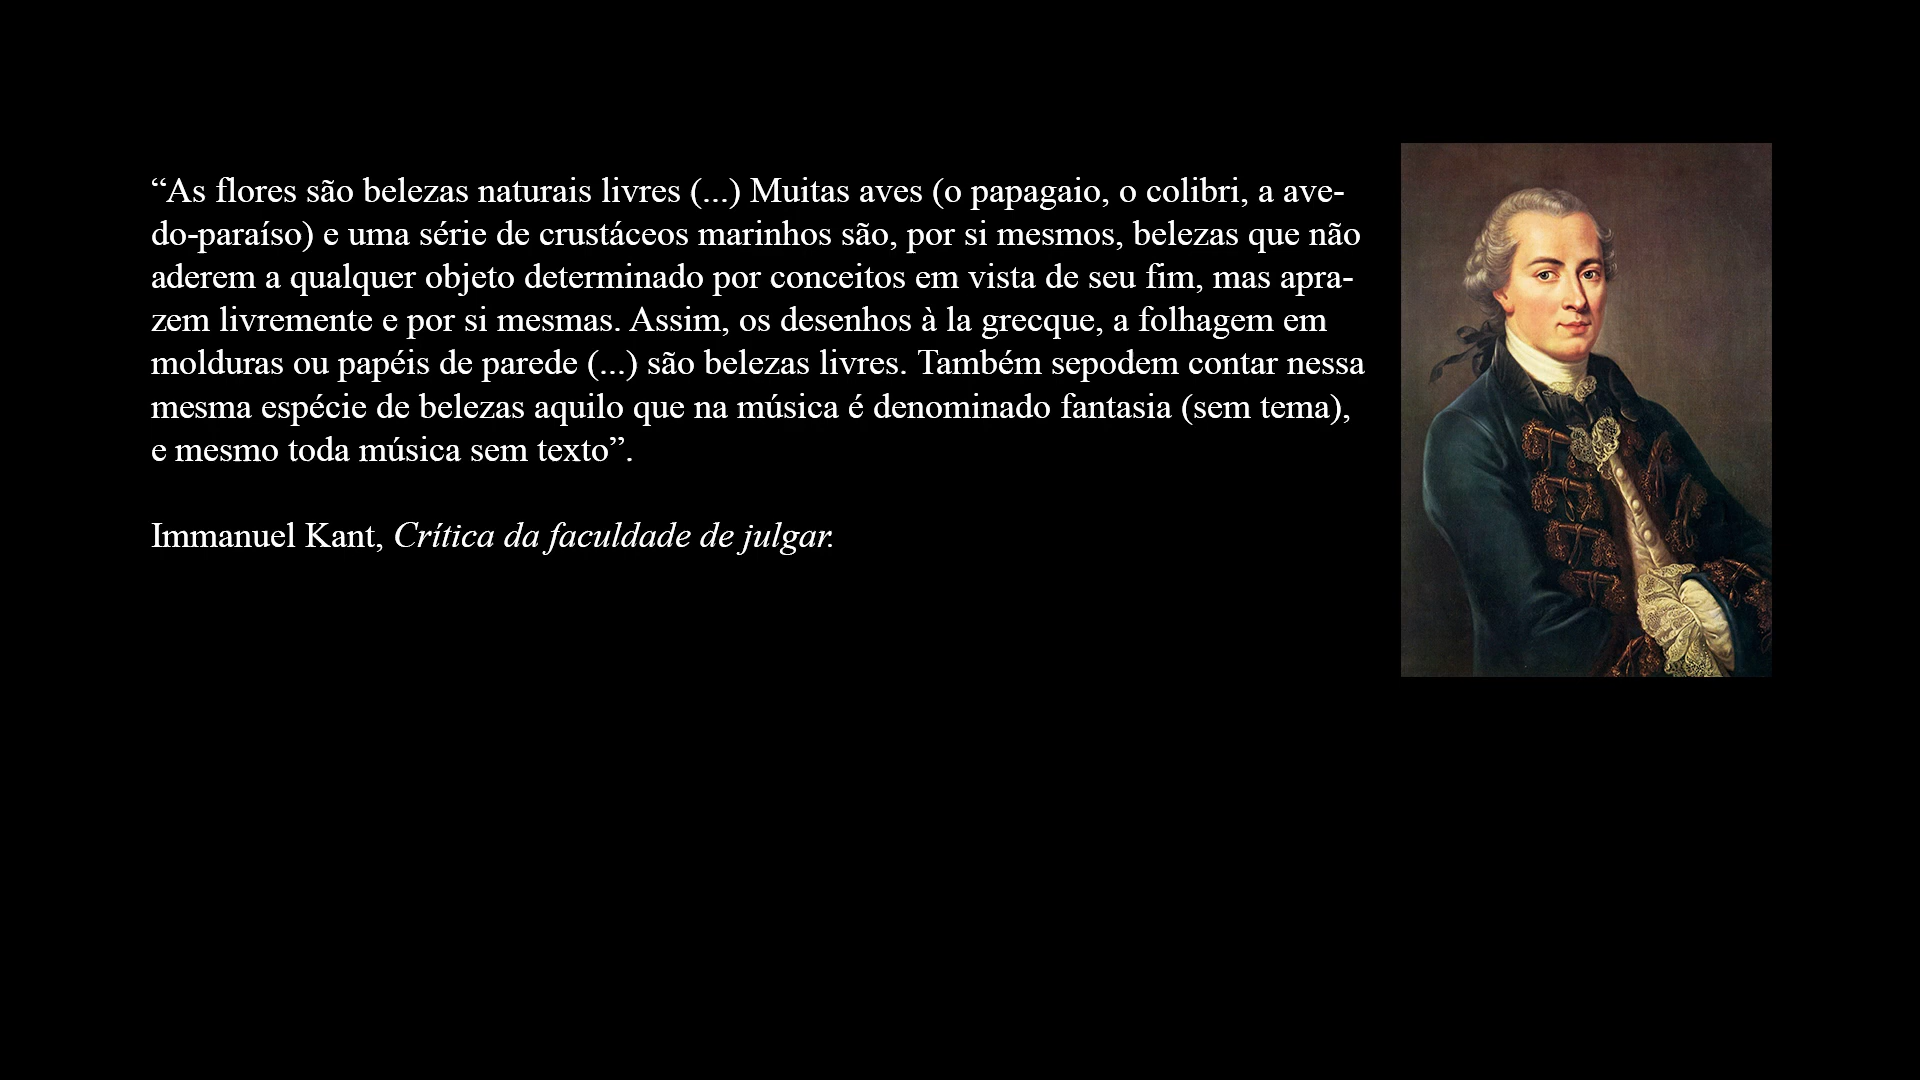 “As flores são belezas naturais livres (...) Muitas aves (o papagaio, o colibri, a ave-
do-paraíso) e uma série de crustáceos marinhos são, por si mesmos, belezas que não
aderem a qualquer objeto determinado por conceitos em vista de seu fim, mas apra-
zem livremente e por si mesmas. Assim, os desenhos à la grecque, a folhagem em
molduras ou papéis de parede (...) são belezas livres. Também sepodem contar nessa
mesma espécie de belezas aquilo que na música é denominado fantasia (sem tema),
e mesmo toda música sem texto”.
Immanuel Kant, Crítica da faculdade de julgar.